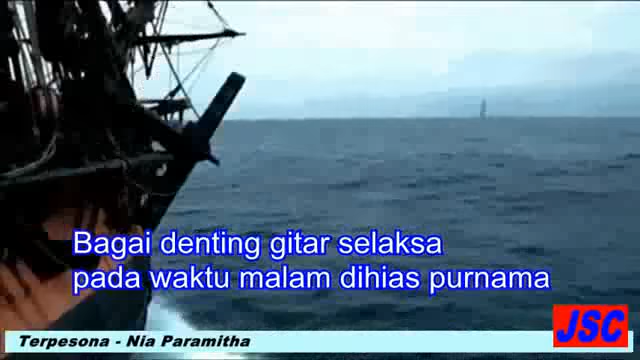 Bagai denting gitar selaksa
pada waktu malam dihias purnama
Terpesona - Nia Paramitha
JSC